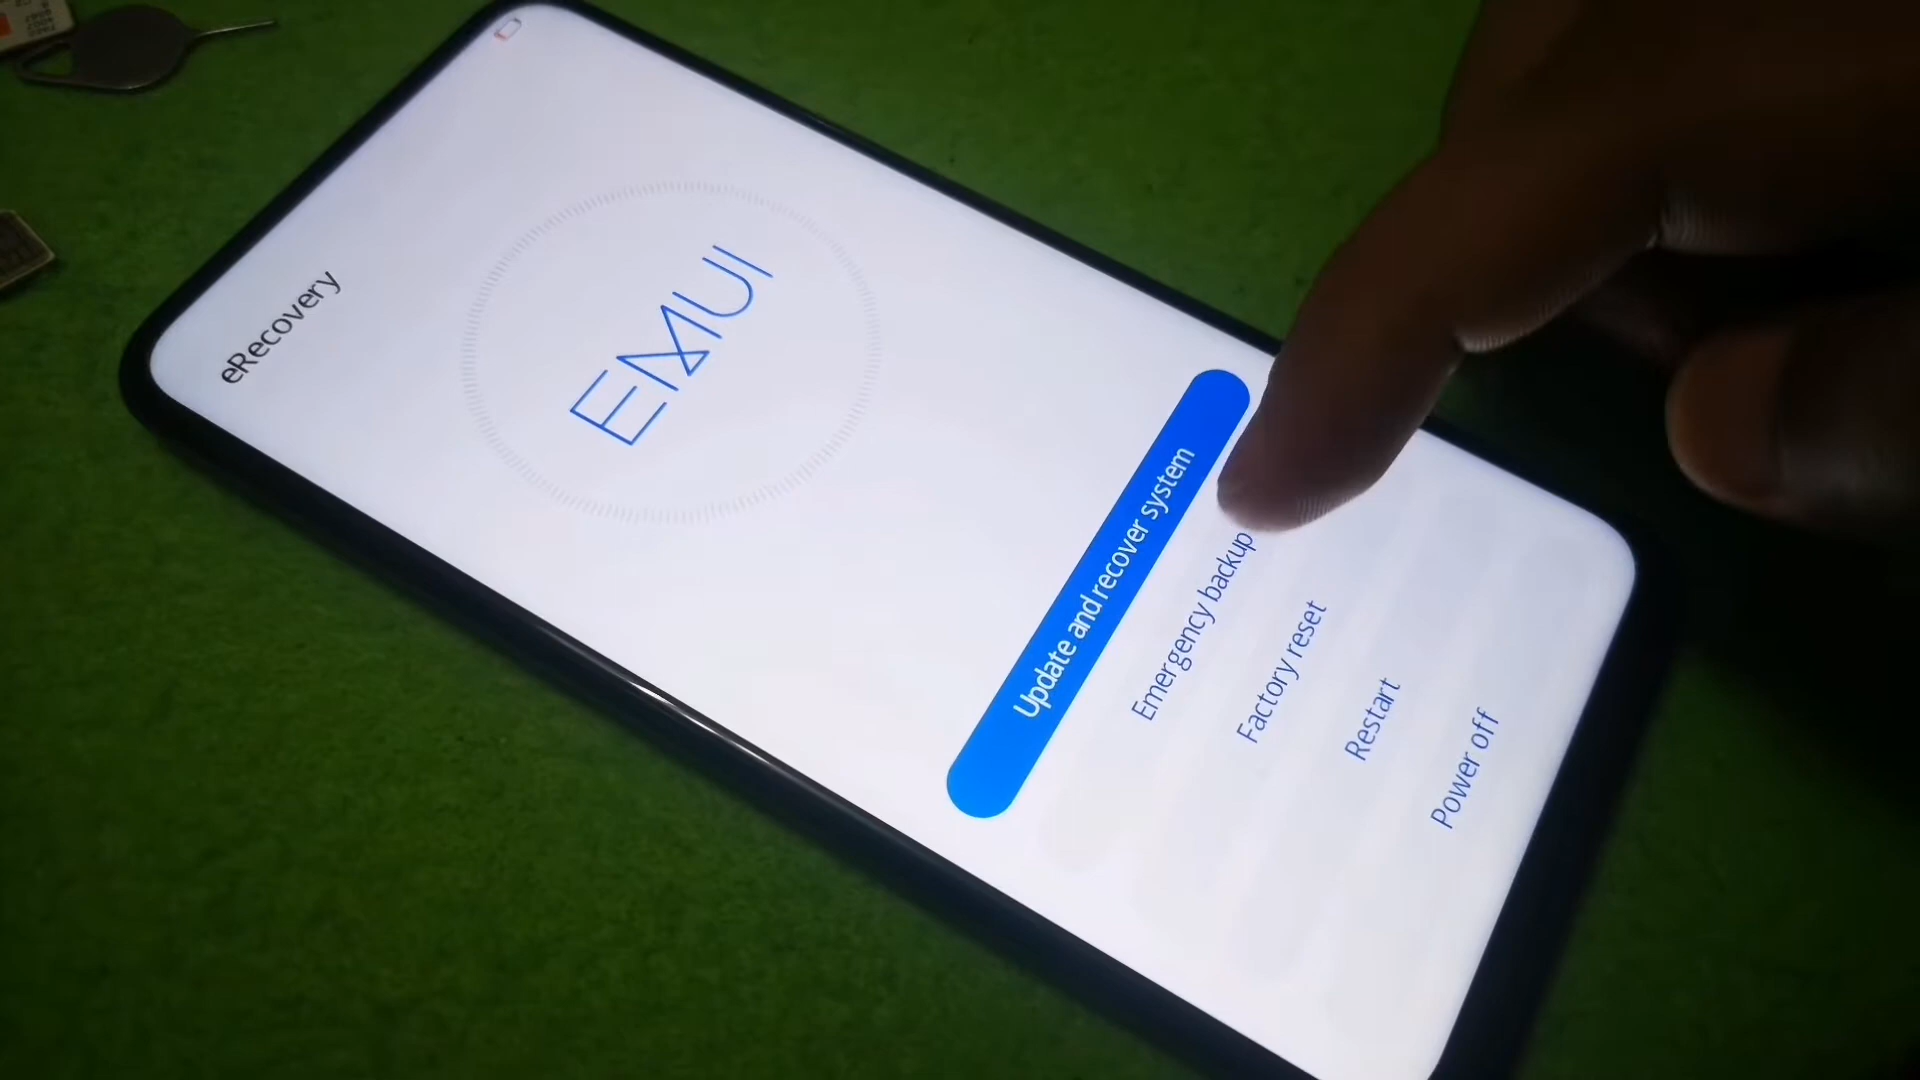 eRecovery
EMUI
Update and recover system
Emergency backup
Factory reset
Restart
Power off